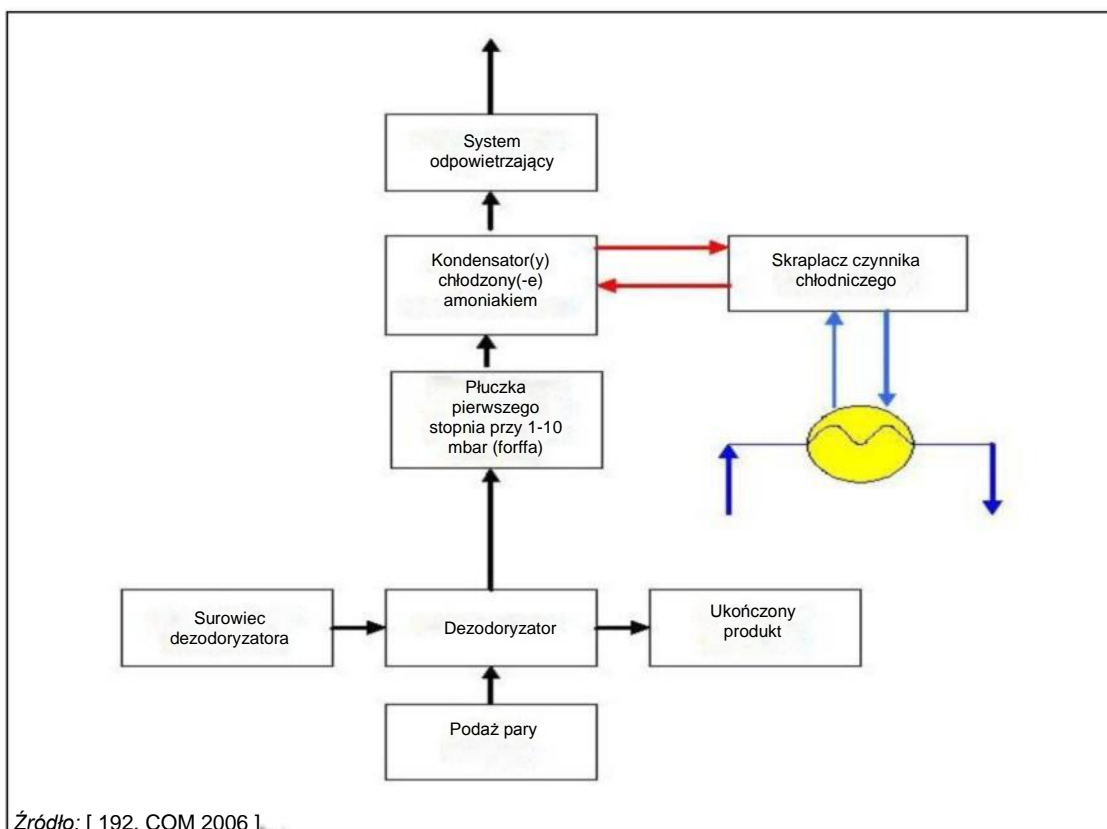 System
odpowietrzający
Kondensator(y)
chłodzony(-e)
amoniakiem
Skraplacz czynnika
chłodniczego
Płuczka
pierwszego
stopnia przy 1-10
mbar (forffa)
Surowiec
dezodoryzatora
Dezodoryzator
Ukończony
produkt
Podaż pary
Źródło: [ 192, COM 2006 ]